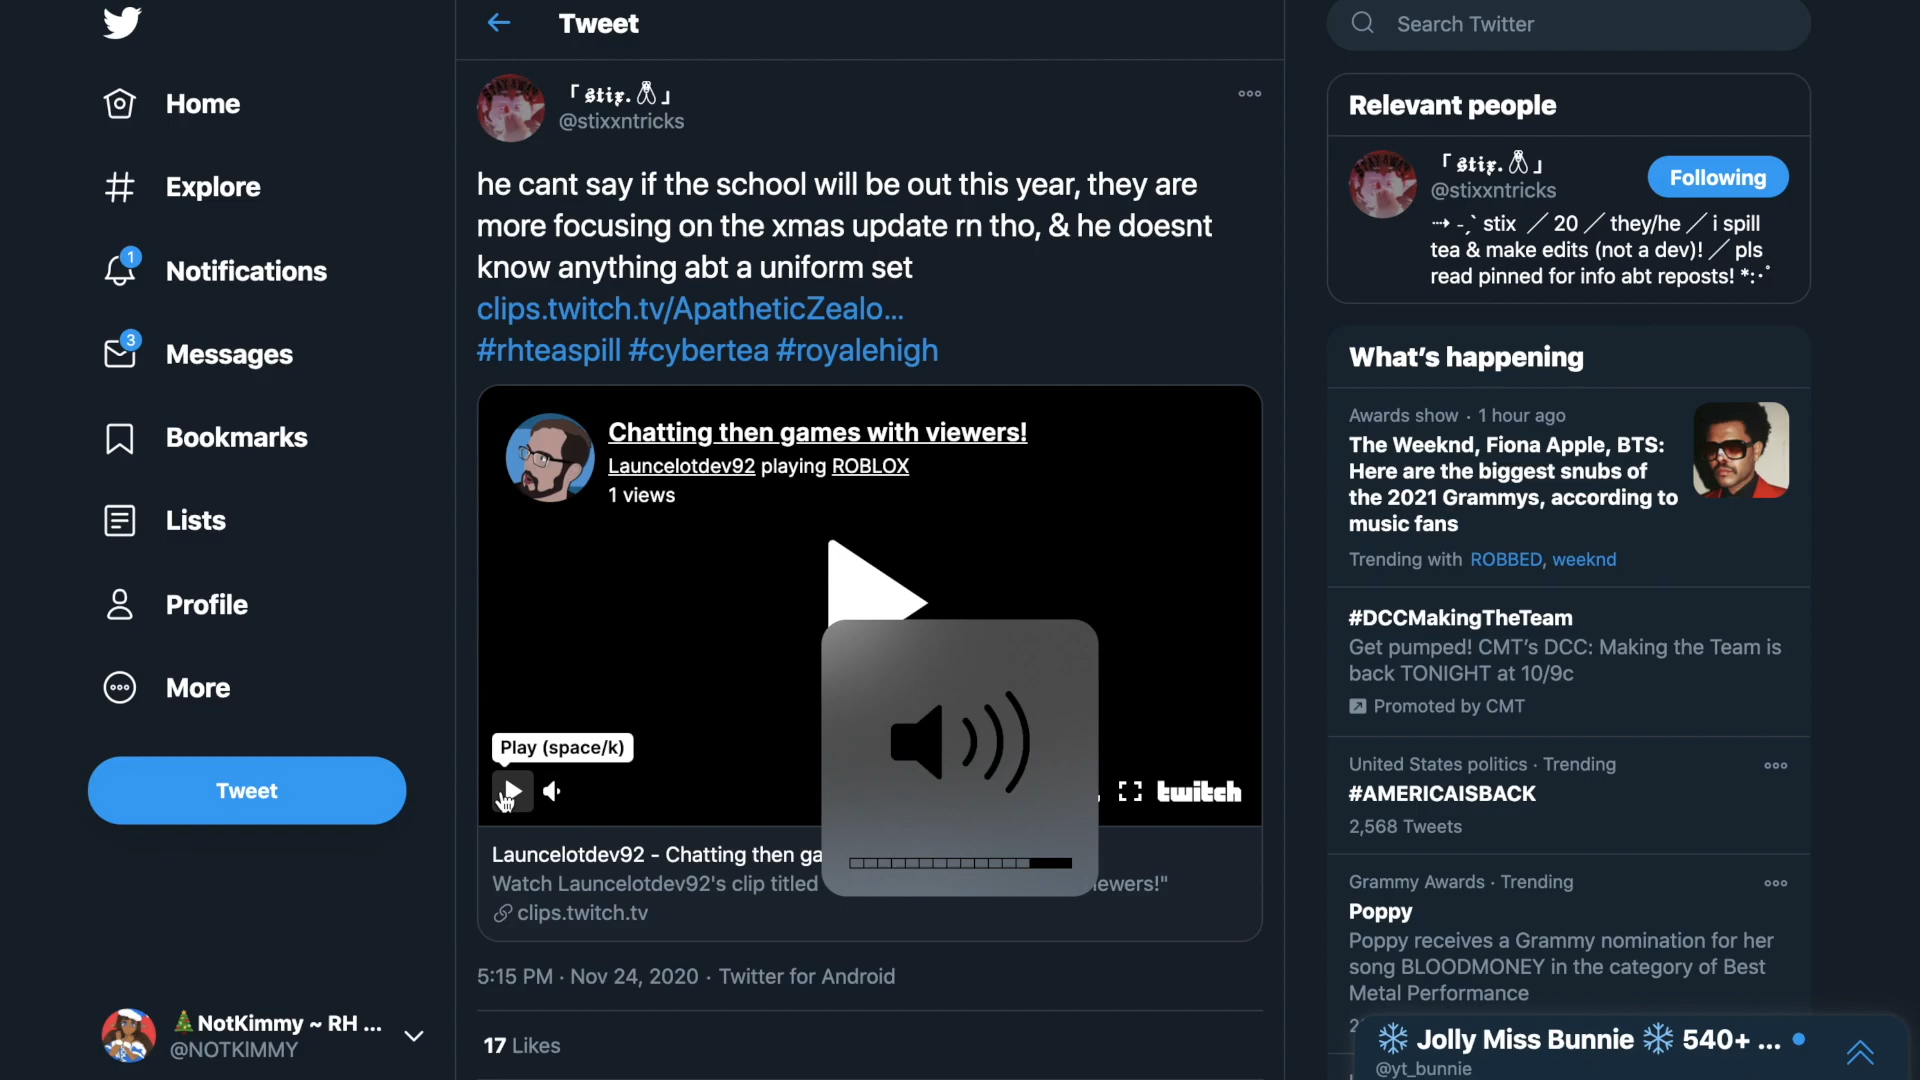 Home
Explore
1
Notifications
3
Messages
Bookmarks
Lists
Profile
More
Tweet
🎄NotKimmy ~ RH ...
@NOTKIMMY
Tweet
「 𝖘𝖙𝖎𝖝. 」
@stixxntricks
he cant say if the school will be out this year, they are
more focusing on the xmas update rn tho, & he doesnt
know anything abt a uniform set
clips.twitch.tv/ApatheticZealo...
#rhteaspill #cybertea #royalehigh
Chatting then games with viewers!
Launcelotdev92 playing ROBLOX
1 views
Play (space/k)
twitch
Launcelotdev92 - Chatting then ga
Watch Launcelotdev92's clip titled ewers!"
clips.twitch.tv
5:15 PM · Nov 24, 2020 · Twitter for Android
17 Likes
Search Twitter
Relevant people
「 𝖘𝖙𝖎𝖝. 」
@stixxntricks
Following
⇢ ˗ˏˋ stix ／ 20 ／ they/he ／ i spill
tea & make edits (not a dev)! ／ pls
read pinned for info abt reposts! *:･ﾟ
What's happening
Awards show · 1 hour ago
The Weeknd, Fiona Apple, BTS:
Here are the biggest snubs of
the 2021 Grammys, according to
music fans
Trending with ROBBED, weeknd
#DCCMakingTheTeam
Get pumped! CMT's DCC: Making the Team is
back TONIGHT at 10/9c
Promoted by CMT
United States politics · Trending
#AMERICAISBACK
2,568 Tweets
Grammy Awards · Trending
Poppy
Poppy receives a Grammy nomination for her
song BLOODMONEY in the category of Best
Metal Performance
❄️ Jolly Miss Bunnie ❄️ 540+ ...
@yt_bunnie